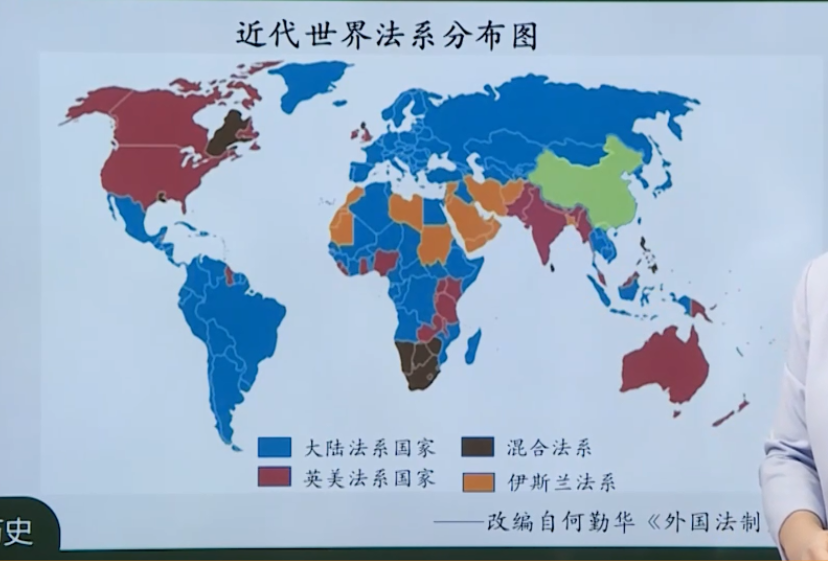 近代世界法系分布图
大陆法系国家
混合法系
英美法系国家
伊斯兰法系
——改编自何勤华《外国法制
史